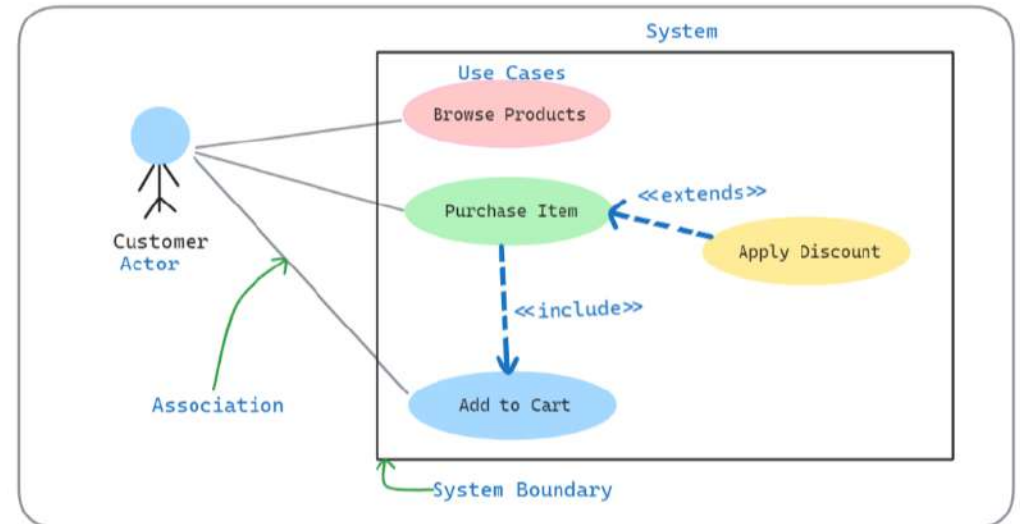 System
Use Cases
Browse Products
<<extends>>
Purchase Item
Customer
Actor
Apply Discount
<<include>>
Association
Add to Cart
System Boundary